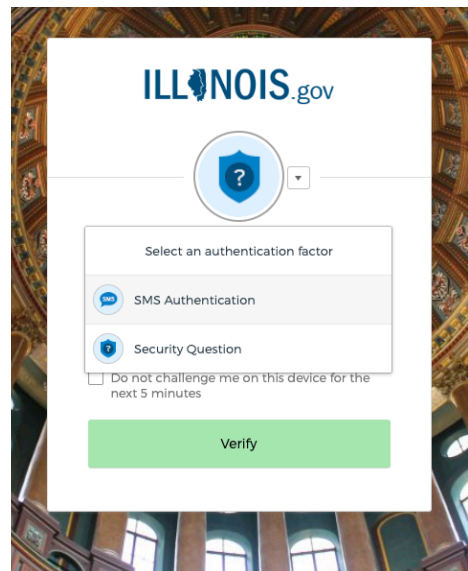 ILLINOIS.gov
?
Select an authentication factor
SMS
SMS Authentication
?
Security Question
Do not challenge me on this device for the
next 5 minutes
Verify